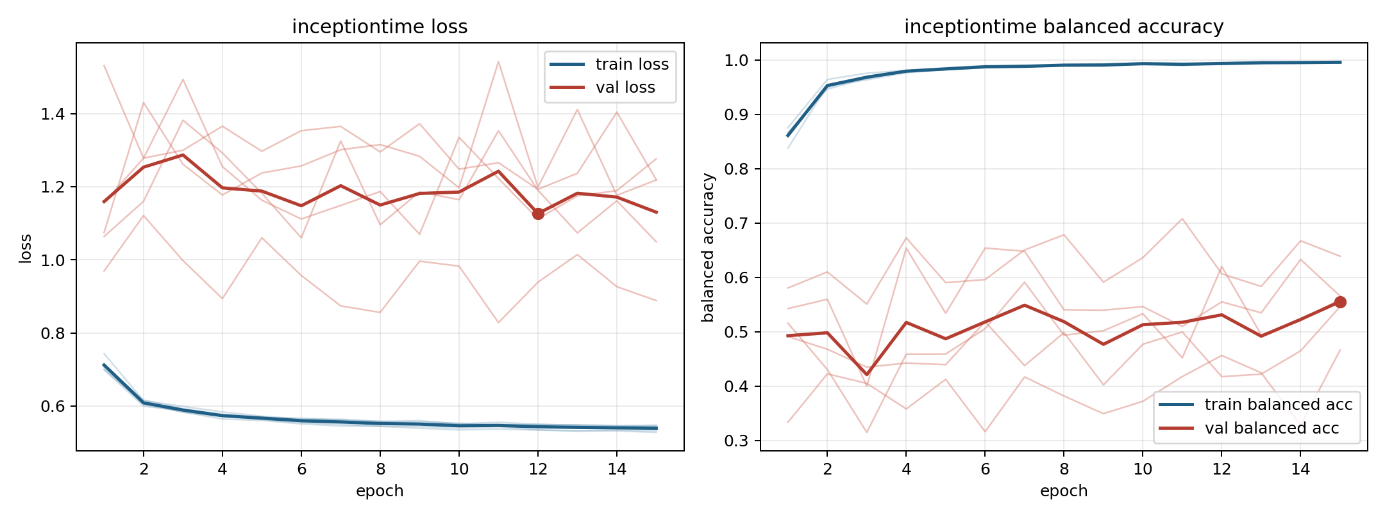 inceptiontime loss
train loss
val loss
1.4
1.2
1.0
0.8
0.6
loss
2 4 6 8 10 12 14
epoch
inceptiontime balanced accuracy
1.0
0.9
0.8
0.7
0.6
0.5
0.4
0.3
balanced accuracy
train balanced acc
val balanced acc
2 4 6 8 10 12 14
epoch